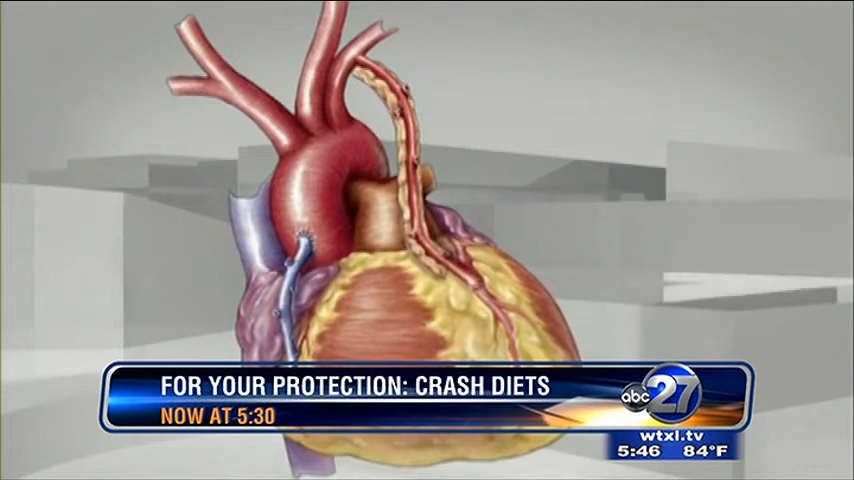 FOR YOUR PROTECTION: CRASH DIETS
NOW AT 5:30
abc 27
wtxl.tv
5:46 84°F